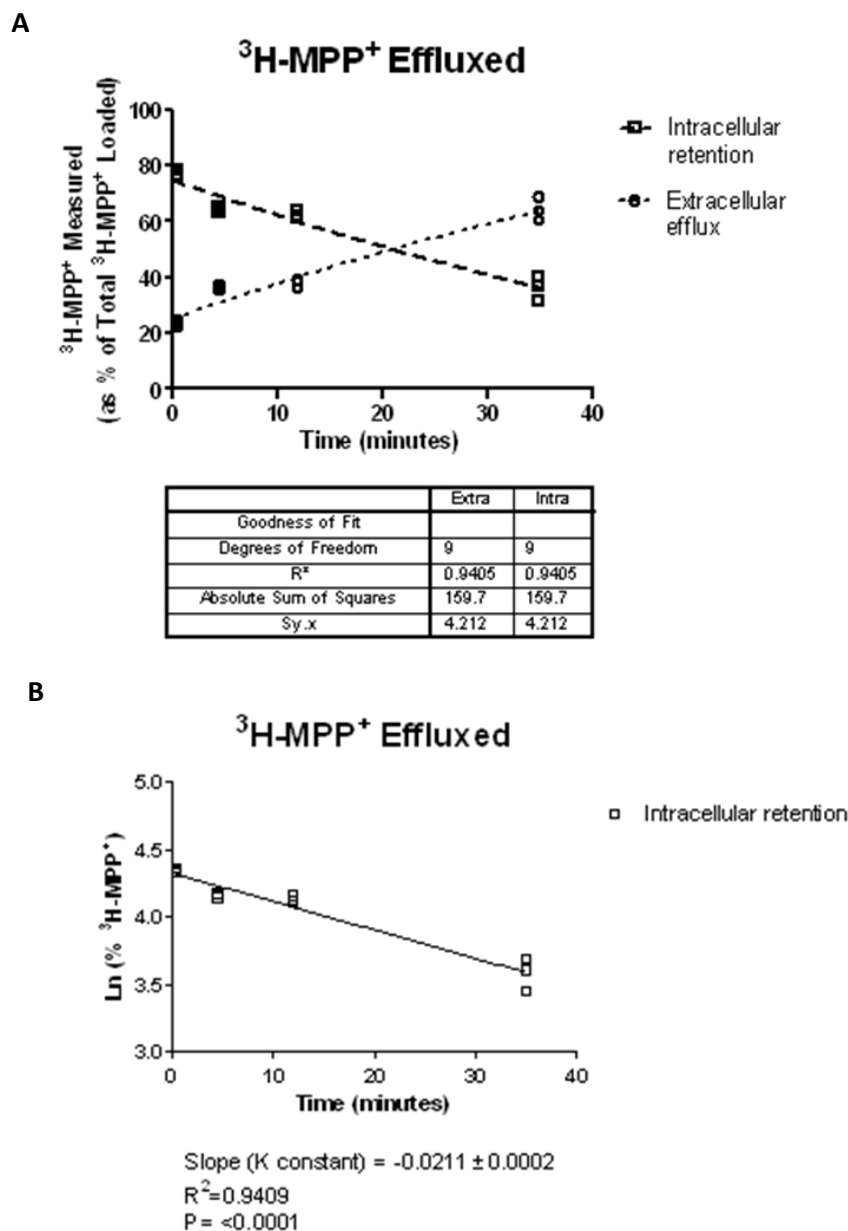 A
³H-MPP⁺ Effluxed
³H-MPP⁺ Measured
(as % of Total ³H-MPP⁺ Loaded)
100
80
60
40
20
0
0 10 20 30 40
Time (minutes)
Intracellular
retention
Extracellular
efflux
Extra Intra
Goodness of Fit
Degrees of Freedom 9 9
R² 0.9405 0.9405
Absolute Sum of Squares 159.7 159.7
Sy.x 4.212 4.212
B
³H-MPP⁺ Effluxed
Ln (% ³H-MPP⁺)
5.0
4.5
4.0
3.5
3.0
0 10 20 30 40
Time (minutes)
Intracellular retention
Slope (K constant) = -0.0211 ± 0.0002
R²=0.9409
P = <0.0001